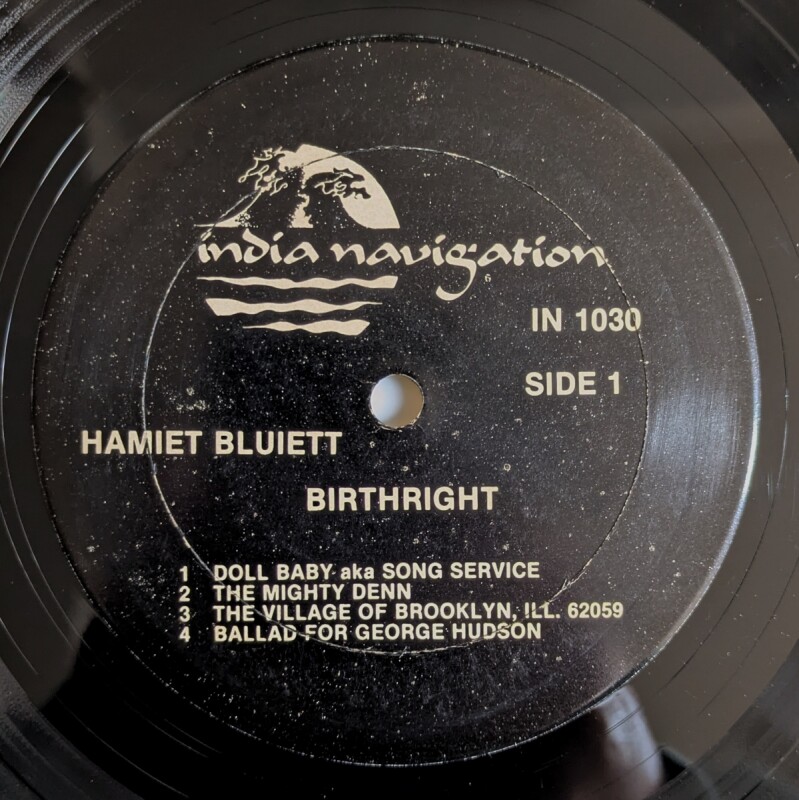 india navigation
IN 1030
SIDE 1
HAMIET BLUIETT
BIRTHRIGHT
1 DOLL BABY aka SONG SERVICE
2 THE MIGHTY DENN
3 THE VILLAGE OF BROOKLYN, ILL. 62059
4 BALLAD FOR GEORGE HUDSON